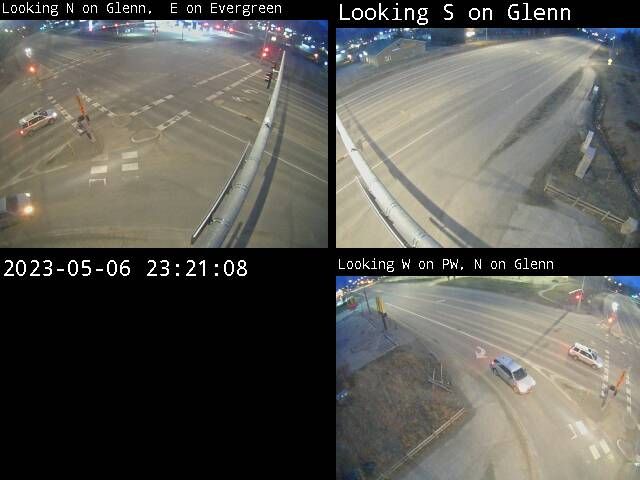 Looking N on Glenn,  E on Evergreen
Looking S on Glenn
2023-05-06 23:21:08
Looking W on PW, N on Glenn